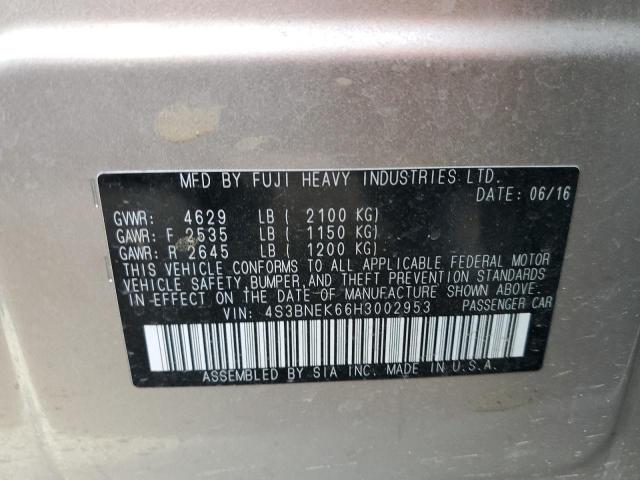 MFD BY FUJI HEAVY INDUSTRIES LTD.
DATE: 06/16
GVWR: 4629 LB ( 2100 KG)
GAWR: F 2535 LB ( 1150 KG)
GAWR: R 2645 LB ( 1200 KG)
THIS VEHICLE CONFORMS TO ALL APPLICABLE FEDERAL MOTOR
VEHICLE SAFETY, BUMPER, AND THEFT PREVENTION STANDARDS
IN EFFECT ON THE DATE OF MANUFACTURE SHOWN ABOVE.
VIN: 4S3BNEK66H3002953 PASSENGER CAR
ASSEMBLED BY SIA INC. MADE IN U.S.A.